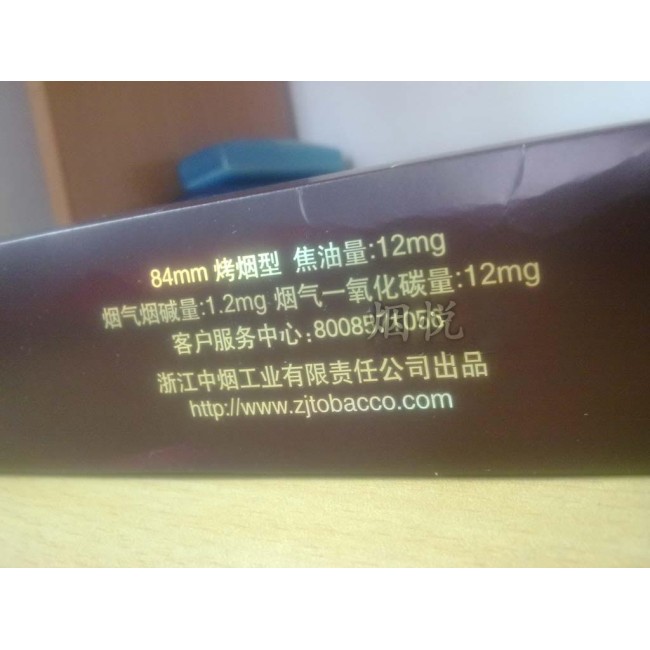 84mm 烤烟型 焦油量:12mg
烟气烟碱量:1.2mg 烟气一氧化碳量:12mg
客户服务中心:8008571056
浙江中烟工业有限责任公司出品
http://www.zjtobacco.com
烟悦